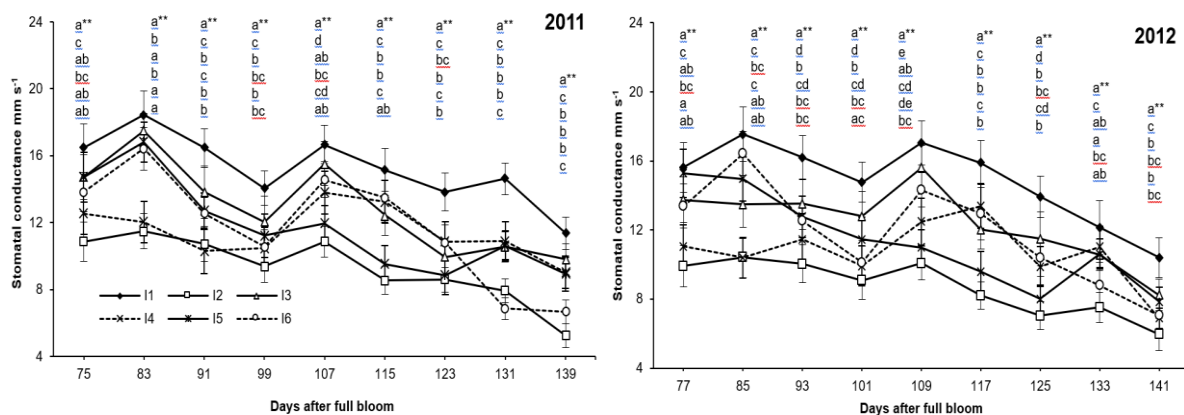 2011
Stomatal conductance mm s⁻¹
24
20
16
12
8
4
a**
c
ab
bc
ab
ab
a**
b
a
b
a
a
a**
c
b
c
b
b
a**
c
b
bc
b
bc
a**
d
ab
bc
cd
ab
a**
c
b
b
c
ab
a**
c
bc
b
c
b
a**
c
b
b
b
c
a**
c
b
b
b
c
I1 I2 I3
I4 I5 I6
75 83 91 99 107 115 123 131 139
Days after full bloom
2012
Stomatal conductance mm s⁻¹
24
20
16
12
8
4
a**
c
ab
bc
a
ab
a**
c
bc
c
ab
ab
a**
c
b
cd
bc
bc
a**
d
b
cd
bc
ac
a**
e
ab
cd
de
bc
a**
c
b
b
c
b
a**
d
b
bc
cd
b
a**
c
ab
a
bc
ab
a**
c
b
bc
b
bc
77 85 93 101 109 117 125 133 141
Days after full bloom